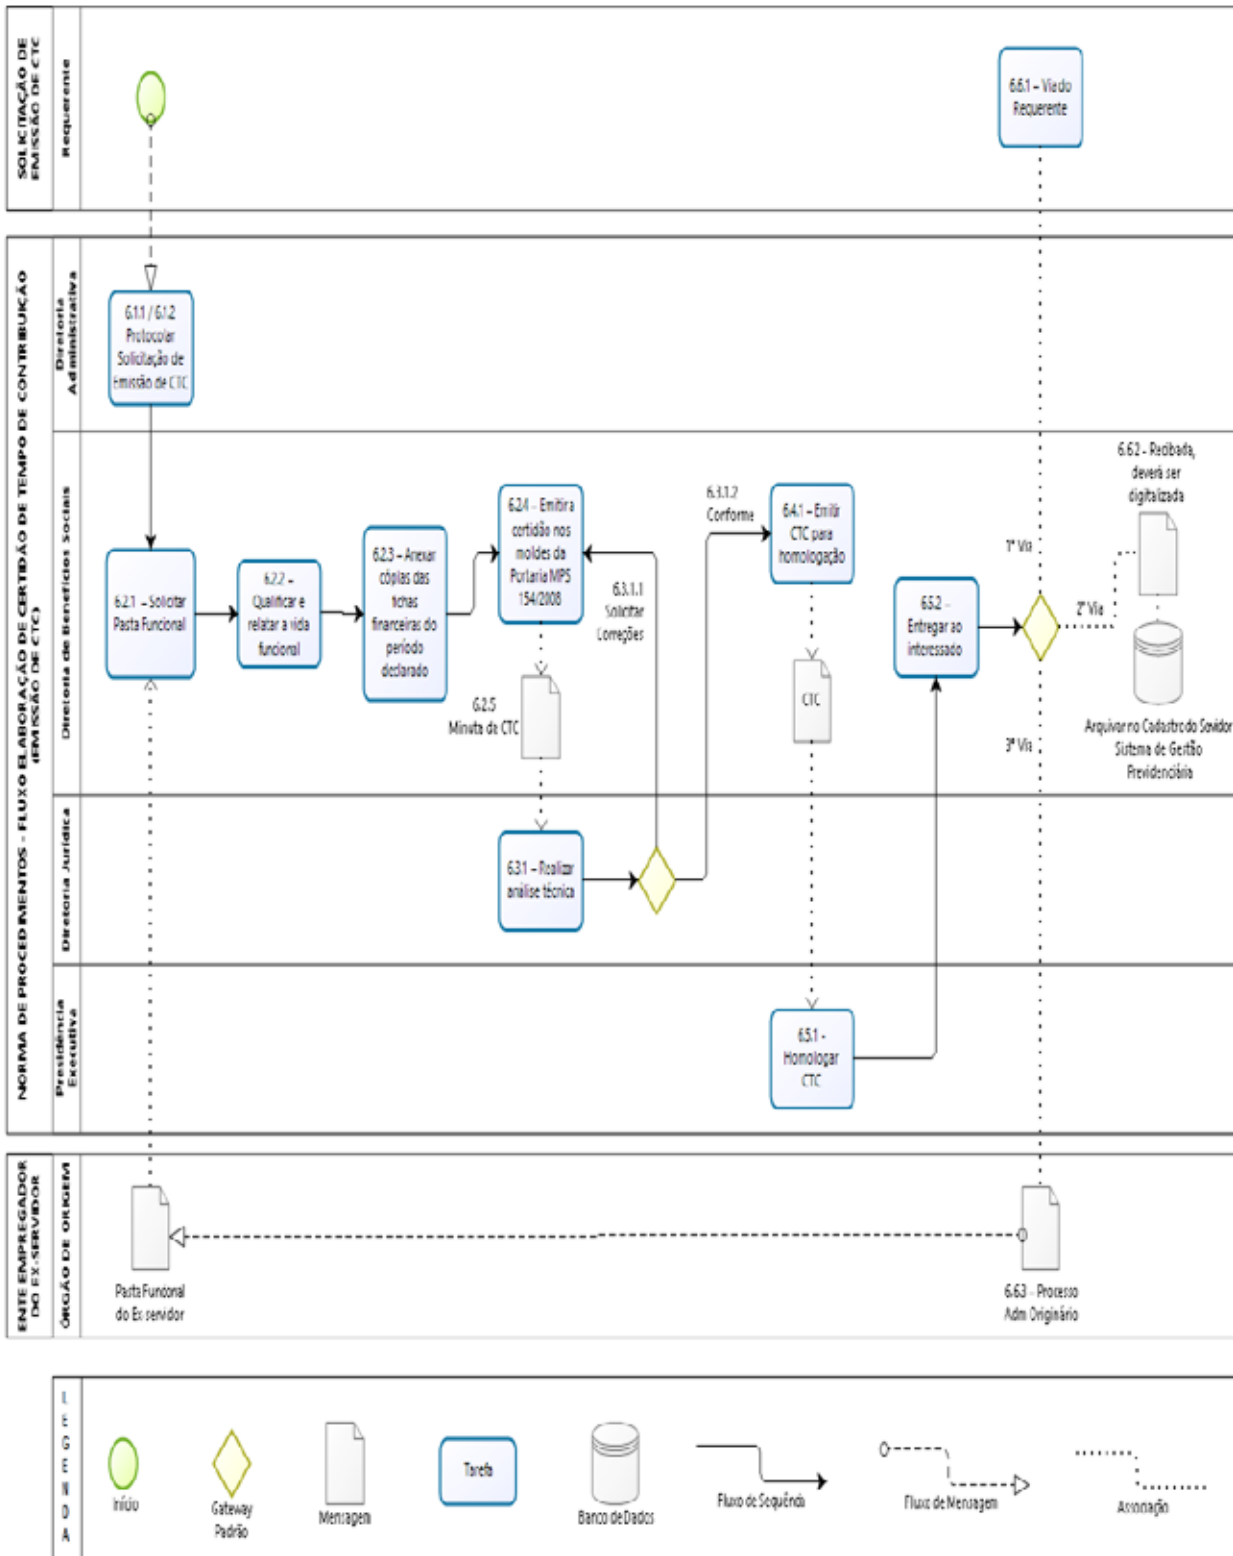 SOLICITAÇÃO DE
EMISSÃO DE CTC
Requerente
6.6.1 – Via do
Requerente
NORMA DE PROCEDIMENTOS - FLUXO ELABORAÇÃO DE CERTIDÃO DE TEMPO DE CONTRIBUIÇÃO
(EMISSÃO DE CTC)
Diretoria
Administrativa
6.1.1 / 6.1.2
Protocolar
Solicitação de
Emissão de CTC
Diretoria de Benefícios Sociais
6.2.1 – Solicitar
Pasta Funcional
6.2.2 –
Qualificar e
relatar a vida
funcional
6.2.3 – Anexar
cópias das
fichas
financeiras do
período
declarado
6.2.4 – Emitir a
certidão nos
moldes da
Portaria MPS
154/2008
6.2.5
Minuta de CTC
6.3.1.1
Solicitar
Correções
6.3.1.2
Conforme
6.4.1 – Emitir
CTC para
homologação
CTC
6.5.2 –
Entregar ao
interessado
1ª Via
2ª Via
3ª Via
6.6.2 – Recibada,
deverá ser
digitalizada
Arquivar no Cadastro do Sevidor
Sistema de Gestão
Previdenciária
Diretoria Jurídica
6.3.1 – Realizar
análise técnica
Presidência
Executiva
6.5.1 -
Homologar
CTC
ENTE EMPREGADOR
DO EX-SERVIDOR
ÓRGÃO DE ORIGEM
Pasta Funcional
do Ex-servidor
6.6.3 – Processo
Adm Originário
LEGENDA
Início
Gateway
Padrão
Mensagem
Tarefa
Banco de Dados
Fluxo de Sequência
Fluxo de Mensagem
Associação